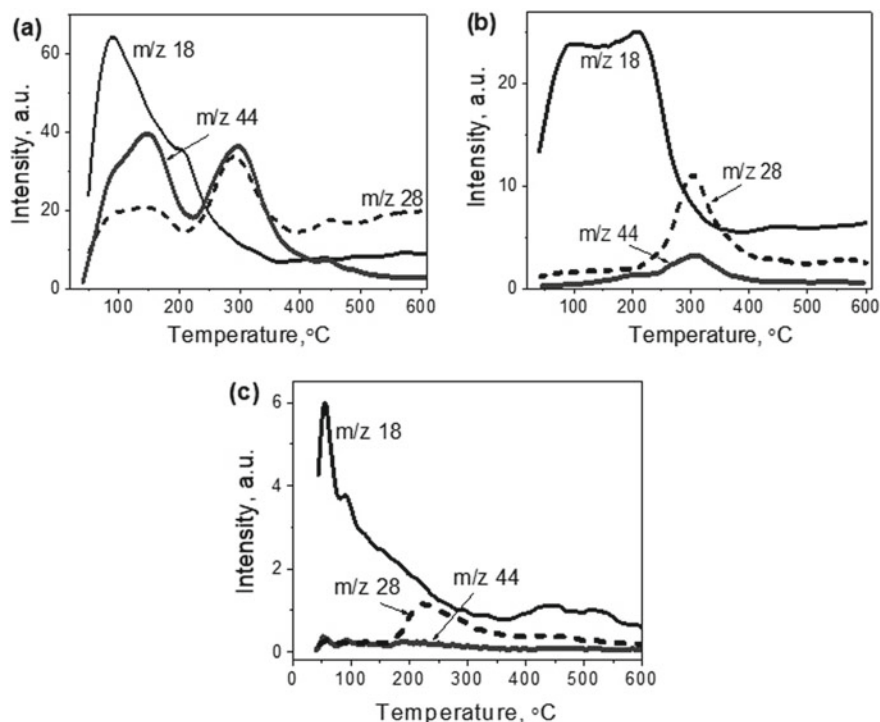 (a)
60
40
20
0
Intensity, a.u.
m/z 18
m/z 44
m/z 28
100 200 300 400 500 600
Temperature,°C
(b)
20
10
0
Intensity, a.u.
m/z 18
m/z 28
m/z 44
100 200 300 400 500 600
Temperature, °C
(c)
6
4
2
0
Intensity, a.u.
m/z 18
m/z 28
m/z 44
0 100 200 300 400 500 600
Temperature, °C